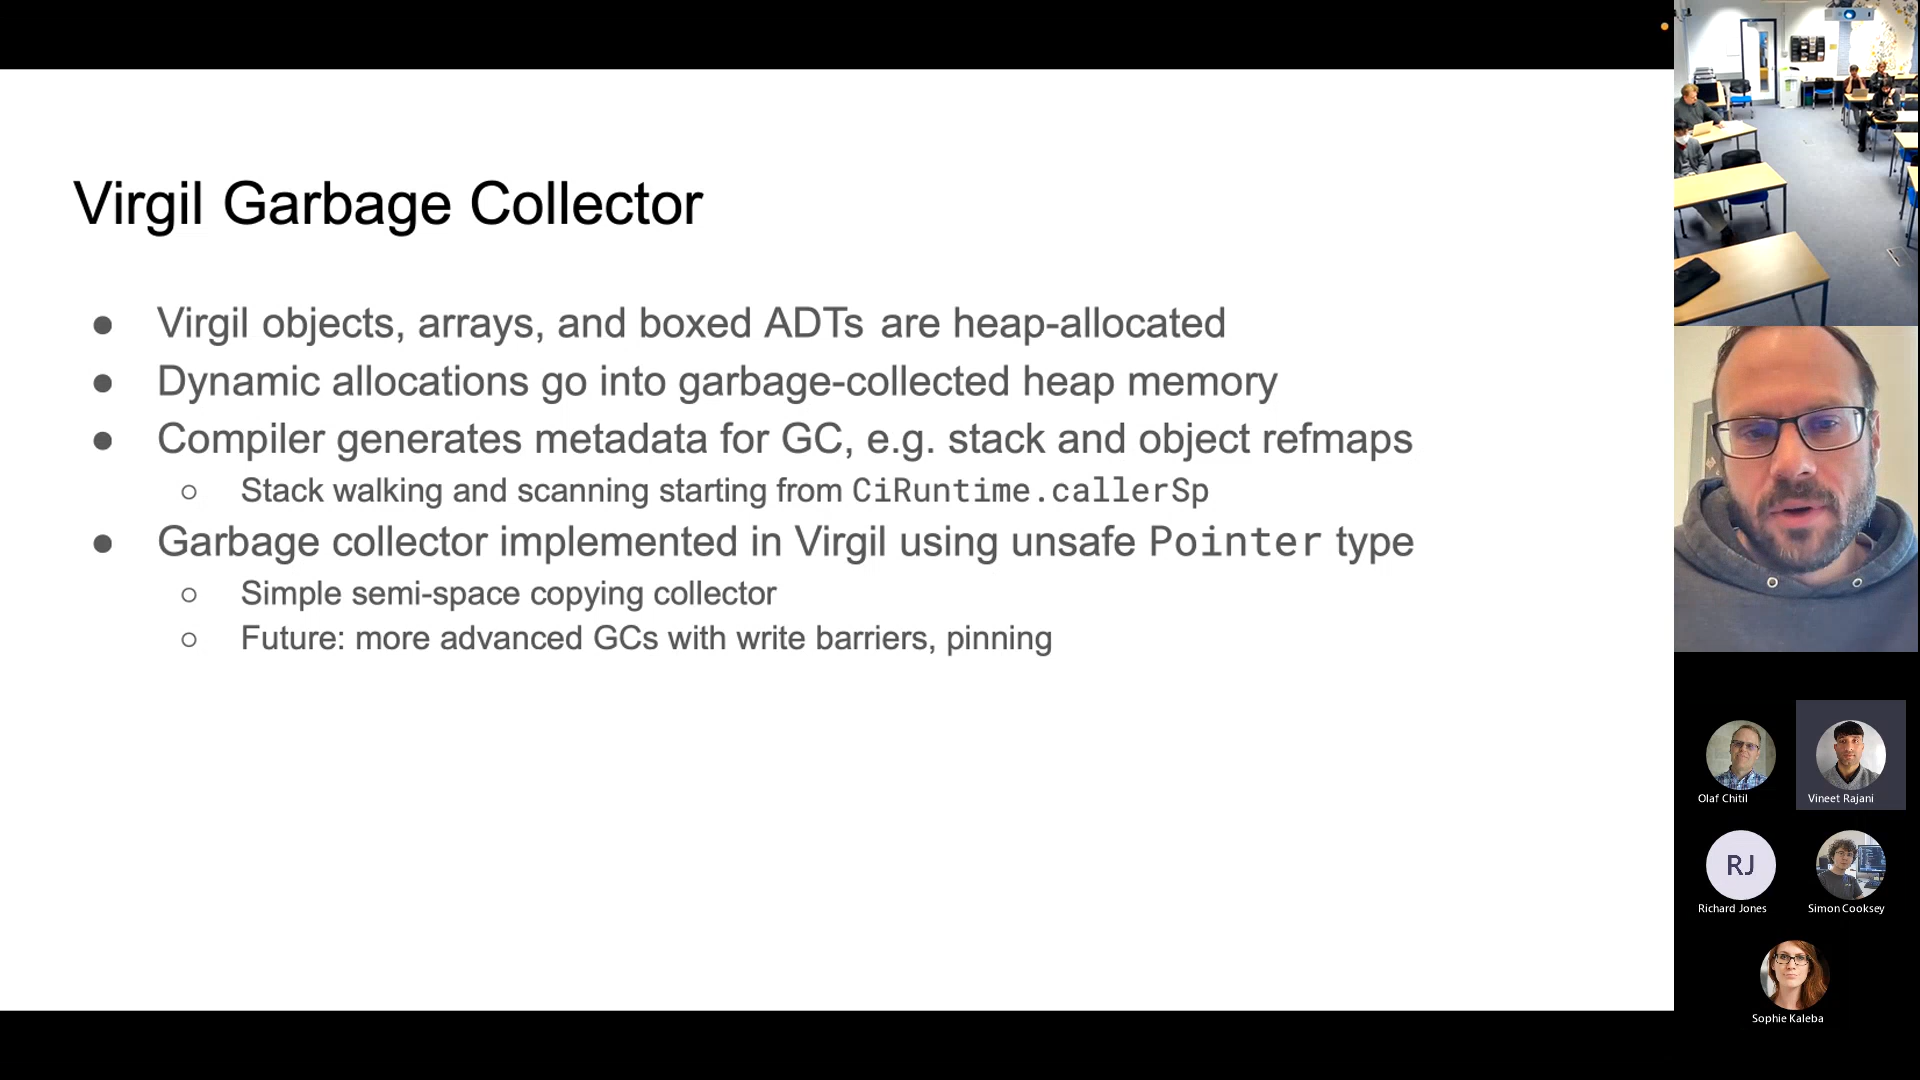 Virgil Garbage Collector
● Virgil objects, arrays, and boxed ADTs are heap-allocated
● Dynamic allocations go into garbage-collected heap memory
● Compiler generates metadata for GC, e.g. stack and object refmaps
○ Stack walking and scanning starting from CiRuntime.callerSp
● Garbage collector implemented in Virgil using unsafe Pointer type
○ Simple semi-space copying collector
○ Future: more advanced GCs with write barriers, pinning
Olaf Chitil
Vineet Rajani
RJ
Richard Jones
Simon Cooksey
Sophie Kaleba